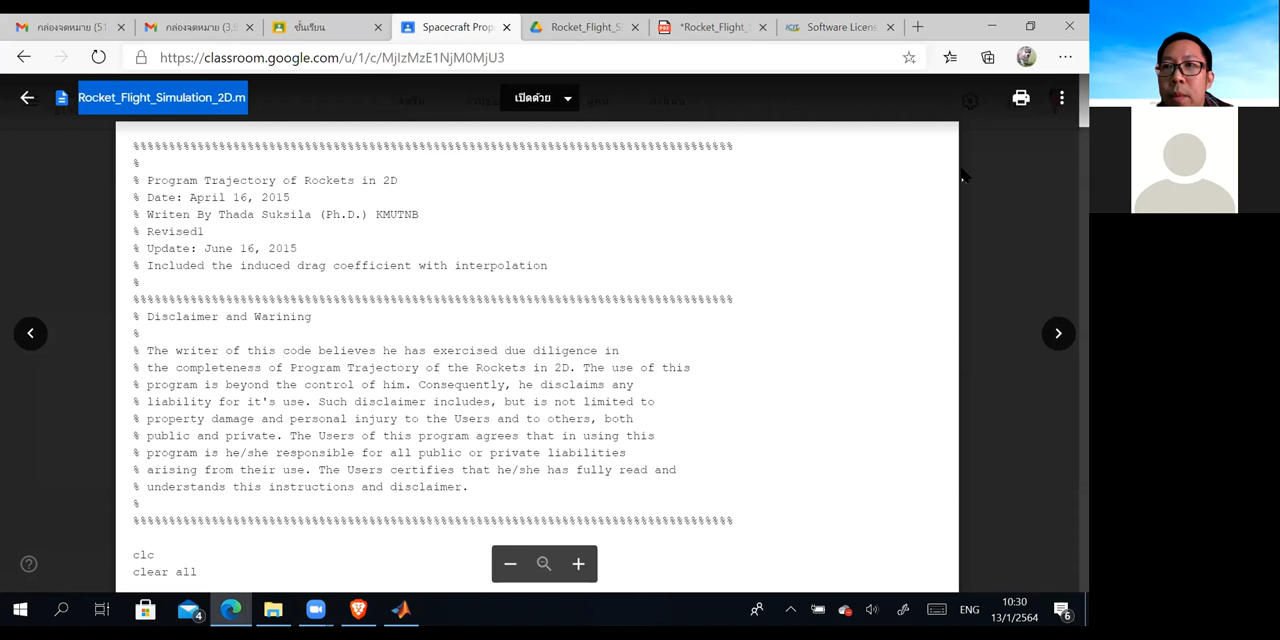 กล่องจดหมาย (51
กล่องจดหมาย (3,
ชั้นเรียน
Spacecraft Prop
Rocket_Flight_S
*Rocket_Flight_
Software Licens
https://classroom.google.com/u/1/c/MjIzMzE1NjM0MjU3
Rocket_Flight_Simulation_2D.m
เปิดด้วย
%%%%%%%%%%%%%%%%%%%%%%%%%%%%%%%%%%%%%%%%%%%%%%%%%%%%%%%%%%%%%%%%%%%%%%%%%%%%%%%%%%%%%%
%
% Program Trajectory of Rockets in 2D
% Date: April 16, 2015
% Writen By Thada Suksila (Ph.D.) KMUTNB
% Revised1
% Update: June 16, 2015
% Included the induced drag coefficient with interpolation
%
%%%%%%%%%%%%%%%%%%%%%%%%%%%%%%%%%%%%%%%%%%%%%%%%%%%%%%%%%%%%%%%%%%%%%%%%%%%%%%%%%%%%%%
% Disclaimer and Warining
%
% The writer of this code believes he has exercised due diligence in
% the completeness of Program Trajectory of the Rockets in 2D. The use of this
% program is beyond the control of him. Consequently, he disclaims any
% liability for it's use. Such disclaimer includes, but is not limited to
% property damage and personal injury to the Users and to others, both
% public and private. The Users of this program agrees that in using this
% program is he/she responsible for all public or private liabilities
% arising from their use. The Users certifies that he/she has fully read and
% understands this instructions and disclaimer.
%
%%%%%%%%%%%%%%%%%%%%%%%%%%%%%%%%%%%%%%%%%%%%%%%%%%%%%%%%%%%%%%%%%%%%%%%%%%%%%%%%%%%%%%
clc
clear all
4
ENG
10:30
13/1/2564
6